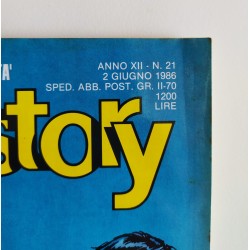 ANNO XII - N. 21
2 GIUGNO 1986
SPED. ABB. POST. GR. II-70
1200
LIRE
story